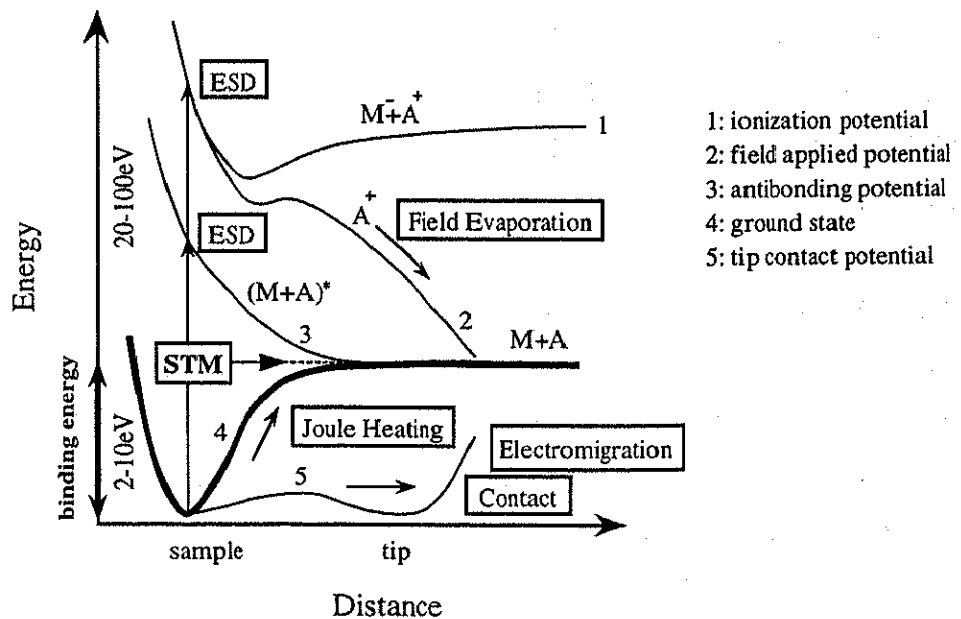 ESD
M⁻+A⁺
1
1: ionization potential
2: field applied potential
3: antibonding potential
4: ground state
5: tip contact potential
Energy
20-100eV
A⁺
Field Evaporation
ESD
(M+A)*
3
2
M+A
STM
binding energy
2-10eV
4
Joule Heating
Electromigration
5
Contact
sample
tip
Distance